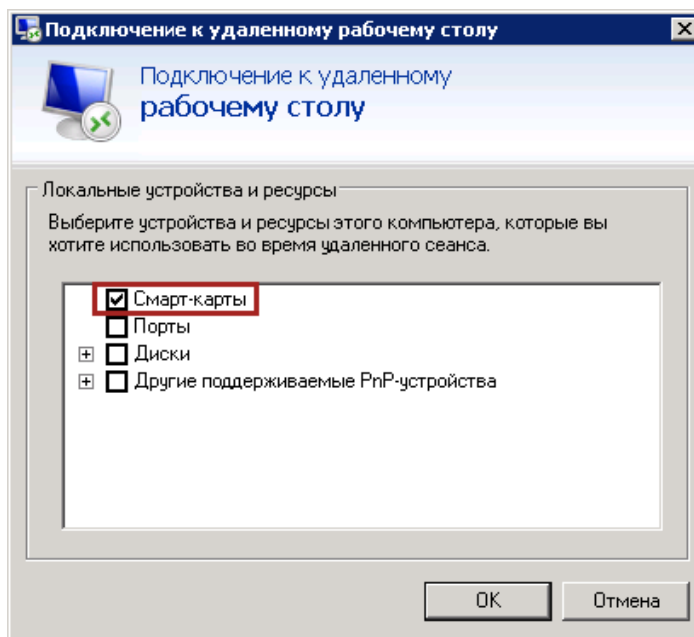 Подключение к удаленному рабочему столу
Подключение к удаленному
рабочему столу
Локальные устройства и ресурсы
Выберите устройства и ресурсы этого компьютера, которые вы
хотите использовать во время удаленного сеанса.
Смарт-карты
Порты
Диски
Другие поддерживаемые PnP-устройства
OK
Отмена